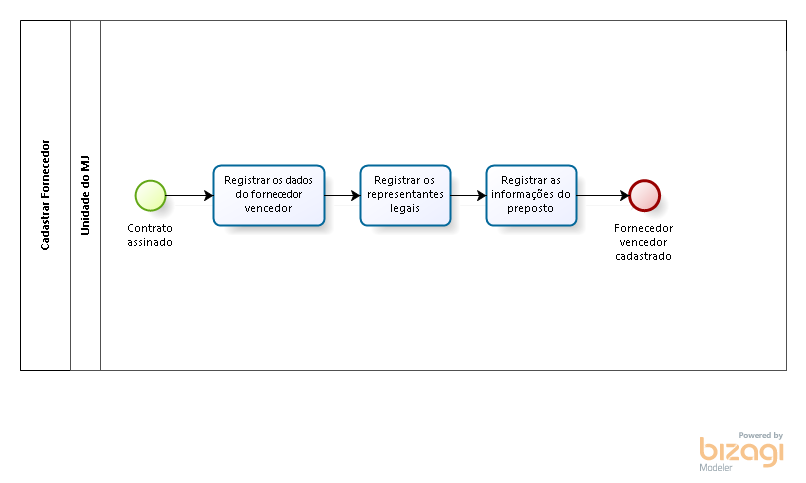 Cadastrar Fornecedor
Unidade do MJ
Contrato
assinado
Registrar os dados
do fornecedor
vencedor
Registrar os
representantes
legais
Registrar as
informações do
preposto
Fornecedor
vencedor
cadastrado
Powered by
bizagi
Modeler